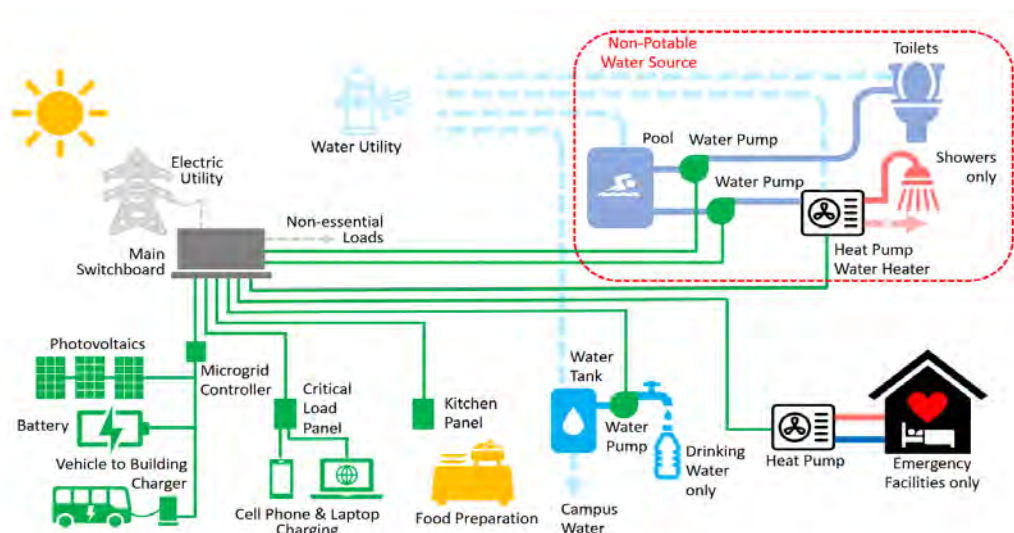 Non-Potable
Water Source
Toilets
Water Utility
Pool
Water Pump
Electric
Utility
Water Pump
Showers
only
Non-essential
Loads
Main
Switchboard
Heat Pump
Water Heater
Photovoltaics
Microgrid
Controller
Water
Tank
Critical
Load
Panel
Kitchen
Panel
Battery
Water
Pump
Drinking
Water
only
Heat Pump
Emergency
Facilities only
Vehicle to Building
Charger
Cell Phone & Laptop
Charging
Food Preparation
Campus
Water